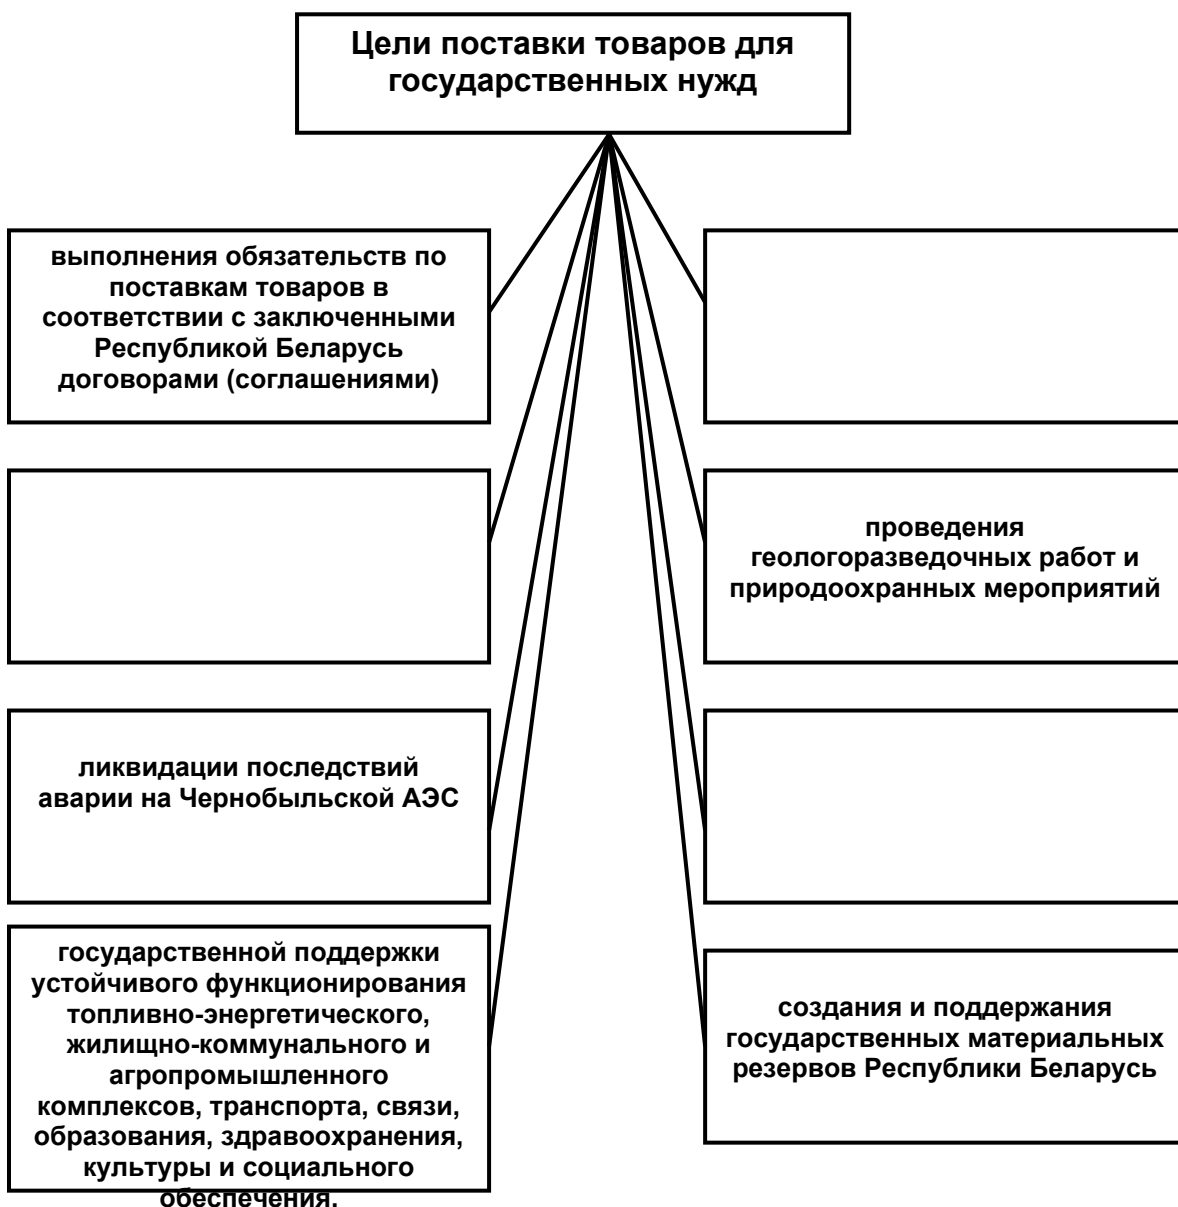 Цели поставки товаров для
государственных нужд
выполнения обязательств по
поставкам товаров в
соответствии с заключенными
Республикой Беларусь
договорами (соглашениями)
проведения
геологоразведочных работ и
природоохранных мероприятий
ликвидации последствий
аварии на Чернобыльской АЭС
государственной поддержки
устойчивого функционирования
топливно-энергетического,
жилищно-коммунального и
агропромышленного
комплексов, транспорта, связи,
образования, здравоохранения,
культуры и социального
обеспечения.
создания и поддержания
государственных материальных
резервов Республики Беларусь